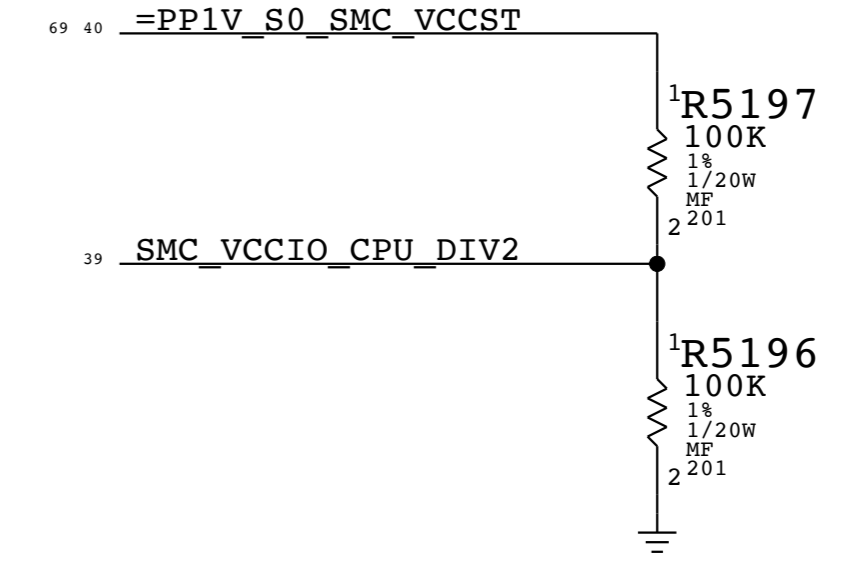 69 40 =PP1V_S0_SMC_VCCST
1 R5197
100K
1%
1/20W
MF
2 201
39 SMC_VCCIO_CPU_DIV2
1 R5196
100K
1%
1/20W
MF
2 201